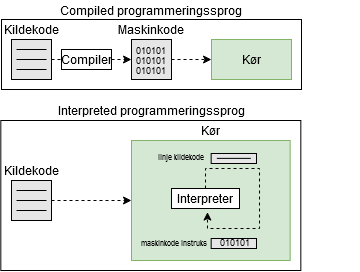 Compiled programmeringssprog
Kildekode
Maskinkode
Compiler
010101
010101
010101
Kør
Interpreted programmeringssprog
Kør
linje kildekode
Kildekode
Interpreter
maskinkode instruks
010101